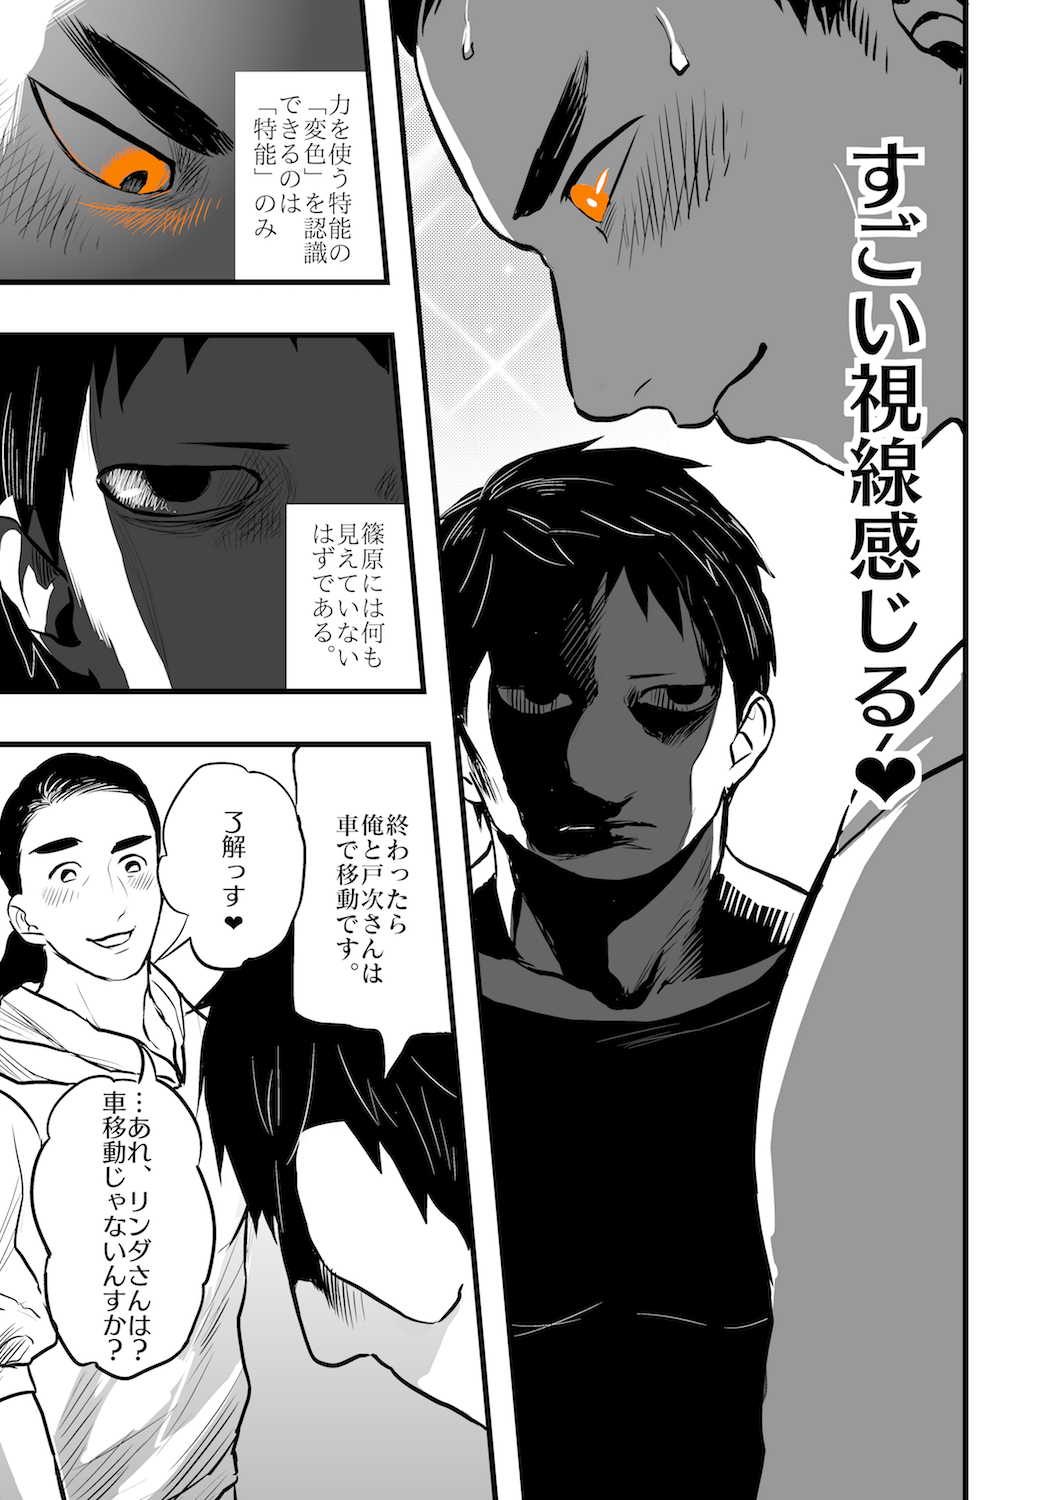 すごい視線感じる~❤
力を使う特能の
「変色」を認識
できるのは
「特能」のみ
篠原には何も
見えていない
はずである。
終わったら
俺と戸次さんは
車で移動です。
了解っす❤
…あれ、リンダさんは?
車移動じゃないんすか?